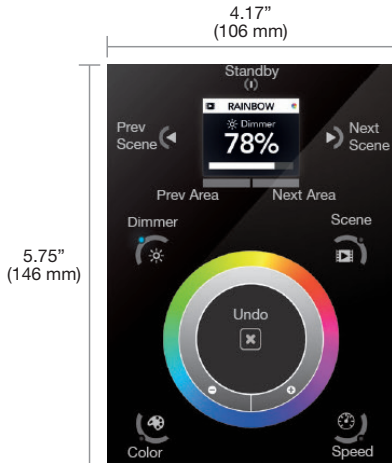 4.17”
(106 mm)
5.75”
(146 mm)
Standby
RAINBOW
Dimmer
78%
Prev
Scene
Next
Scene
Prev Area
Next Area
Dimmer
Scene
Undo
Color
Speed